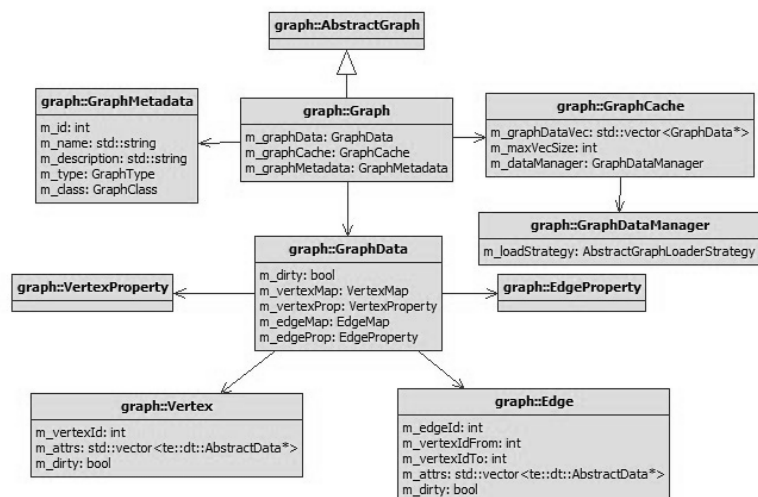 graph::AbstractGraph
graph::GraphMetadata
m_id: int
m_name: std::string
m_description: std::string
m_type: GraphType
m_class: GraphClass
graph::Graph
m_graphData: GraphData
m_graphCache: GraphCache
m_graphMetadata: GraphMetadata
graph::GraphCache
m_graphDataVec: std::vector<GraphData*>
m_maxVecSize: int
m_dataManager: GraphDataManager
graph::GraphDataManager
m_loadStrategy: AbstractGraphLoaderStrategy
graph::GraphData
m_dirty: bool
m_vertexMap: VertexMap
m_vertexProp: VertexProperty
m_edgeMap: EdgeMap
m_edgeProp: EdgeProperty
graph::VertexProperty
graph::EdgeProperty
graph::Vertex
m_vertexId: int
m_attrs: std::vector<te::dt::AbstractData*>
m_dirty: bool
graph::Edge
m_edgeId: int
m_vertexIdFrom: int
m_vertexIdTo: int
m_attrs: std::vector<te::dt::AbstractData*>
m_dirty: bool